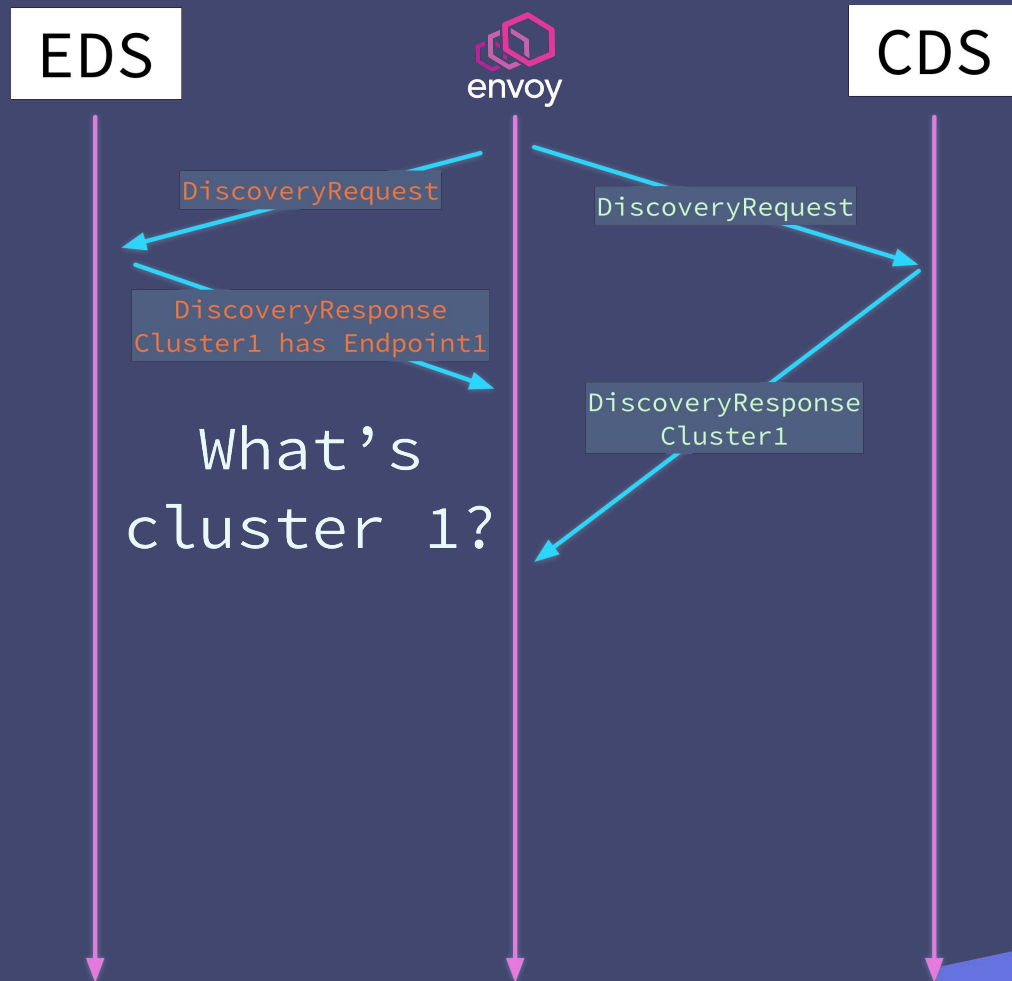 EDS
envoy
CDS
DiscoveryRequest
DiscoveryRequest
DiscoveryResponse
Cluster1 has Endpoint1
DiscoveryResponse
Cluster1
What’s
cluster 1?